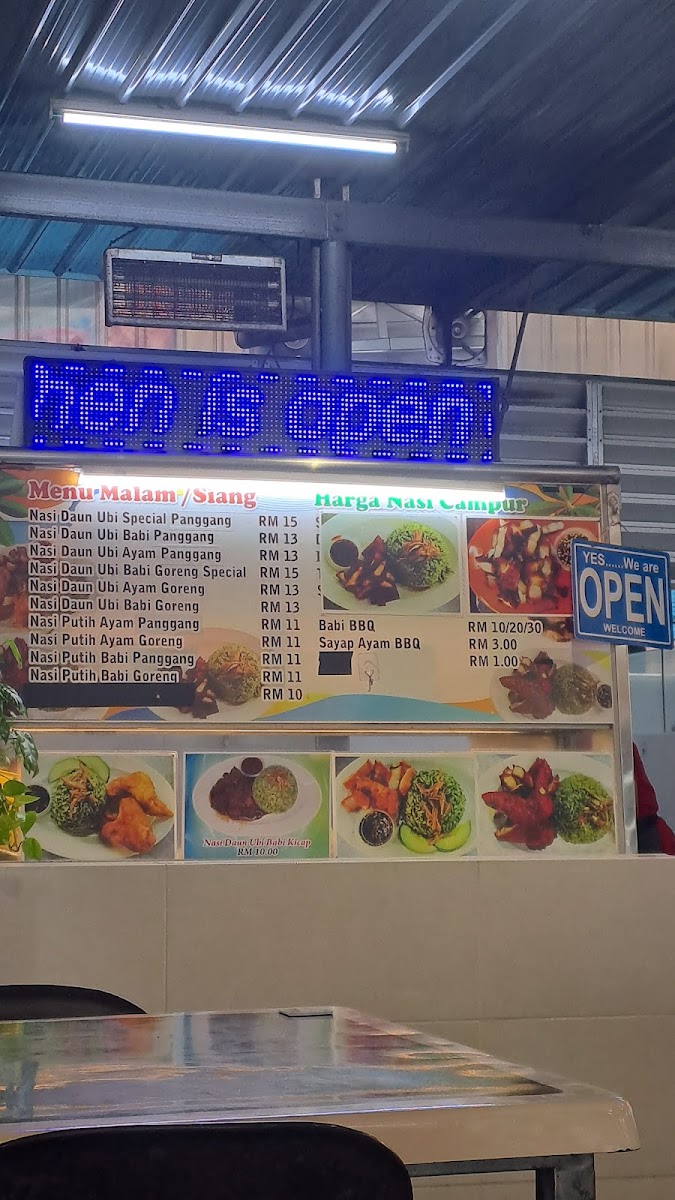 hen is open
Menu Malam / Siang
Nasi Daun Ubi Special Panggang RM 15
Nasi Daun Ubi Babi Panggang RM 13
Nasi Daun Ubi Ayam Panggang RM 13
Nasi Daun Ubi Babi Goreng Special RM 15
Nasi Daun Ubi Ayam Goreng RM 13
Nasi Daun Ubi Babi Goreng RM 13
Nasi Putih Ayam Panggang RM 11
Nasi Putih Ayam Goreng RM 11
Nasi Putih Babi Panggang RM 11
Nasi Putih Babi Goreng RM 11
RM 10
Harga Nasi Campur
Babi BBQ RM 10/20/30
Sayap Ayam BBQ RM 3.00
RM 1.00
YES.....We are
OPEN
WELCOME
Nasi Daun Ubi Babi Kicap
RM 10.00